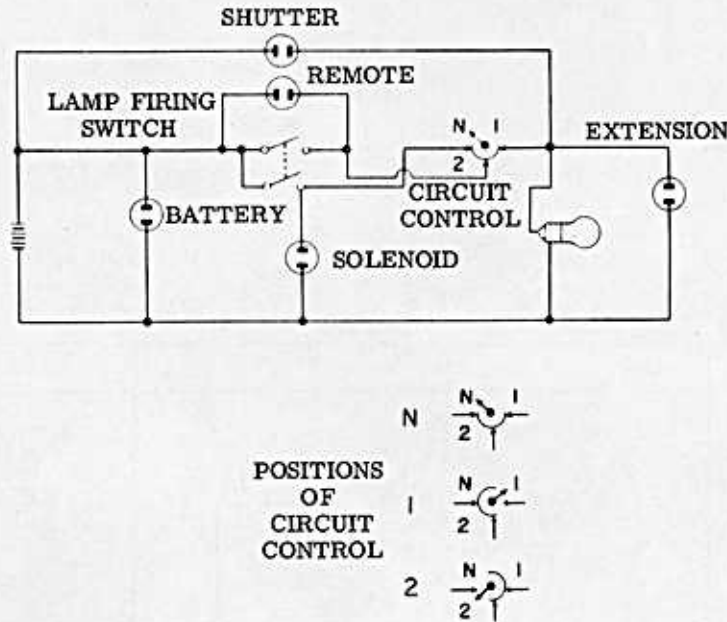 SHUTTER
REMOTE
LAMP FIRING
SWITCH
N 1
2
EXTENSION
BATTERY
CIRCUIT
CONTROL
SOLENOID
N
N 1
2
POSITIONS
OF
CIRCUIT
CONTROL
1
N 1
2
2
N 1
2